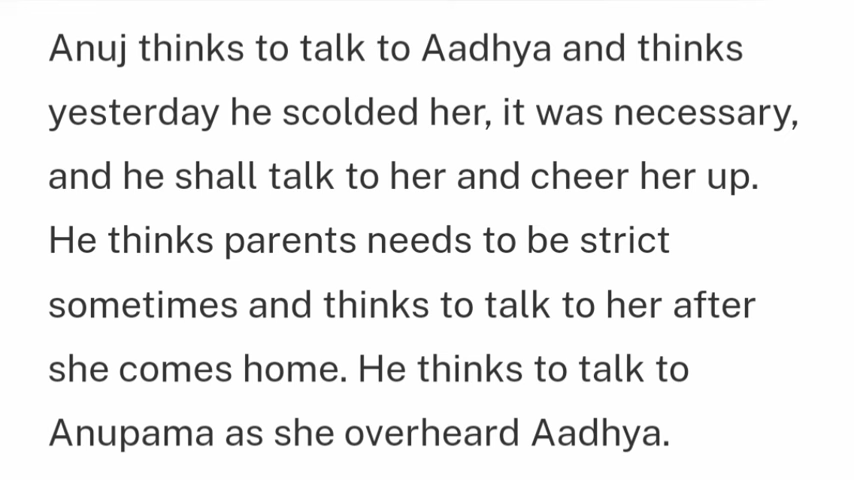 Anuj thinks to talk to Aadhya and thinks
yesterday he scolded her, it was necessary,
and he shall talk to her and cheer her up.
He thinks parents needs to be strict
sometimes and thinks to talk to her after
she comes home. He thinks to talk to
Anupama as she overheard Aadhya.